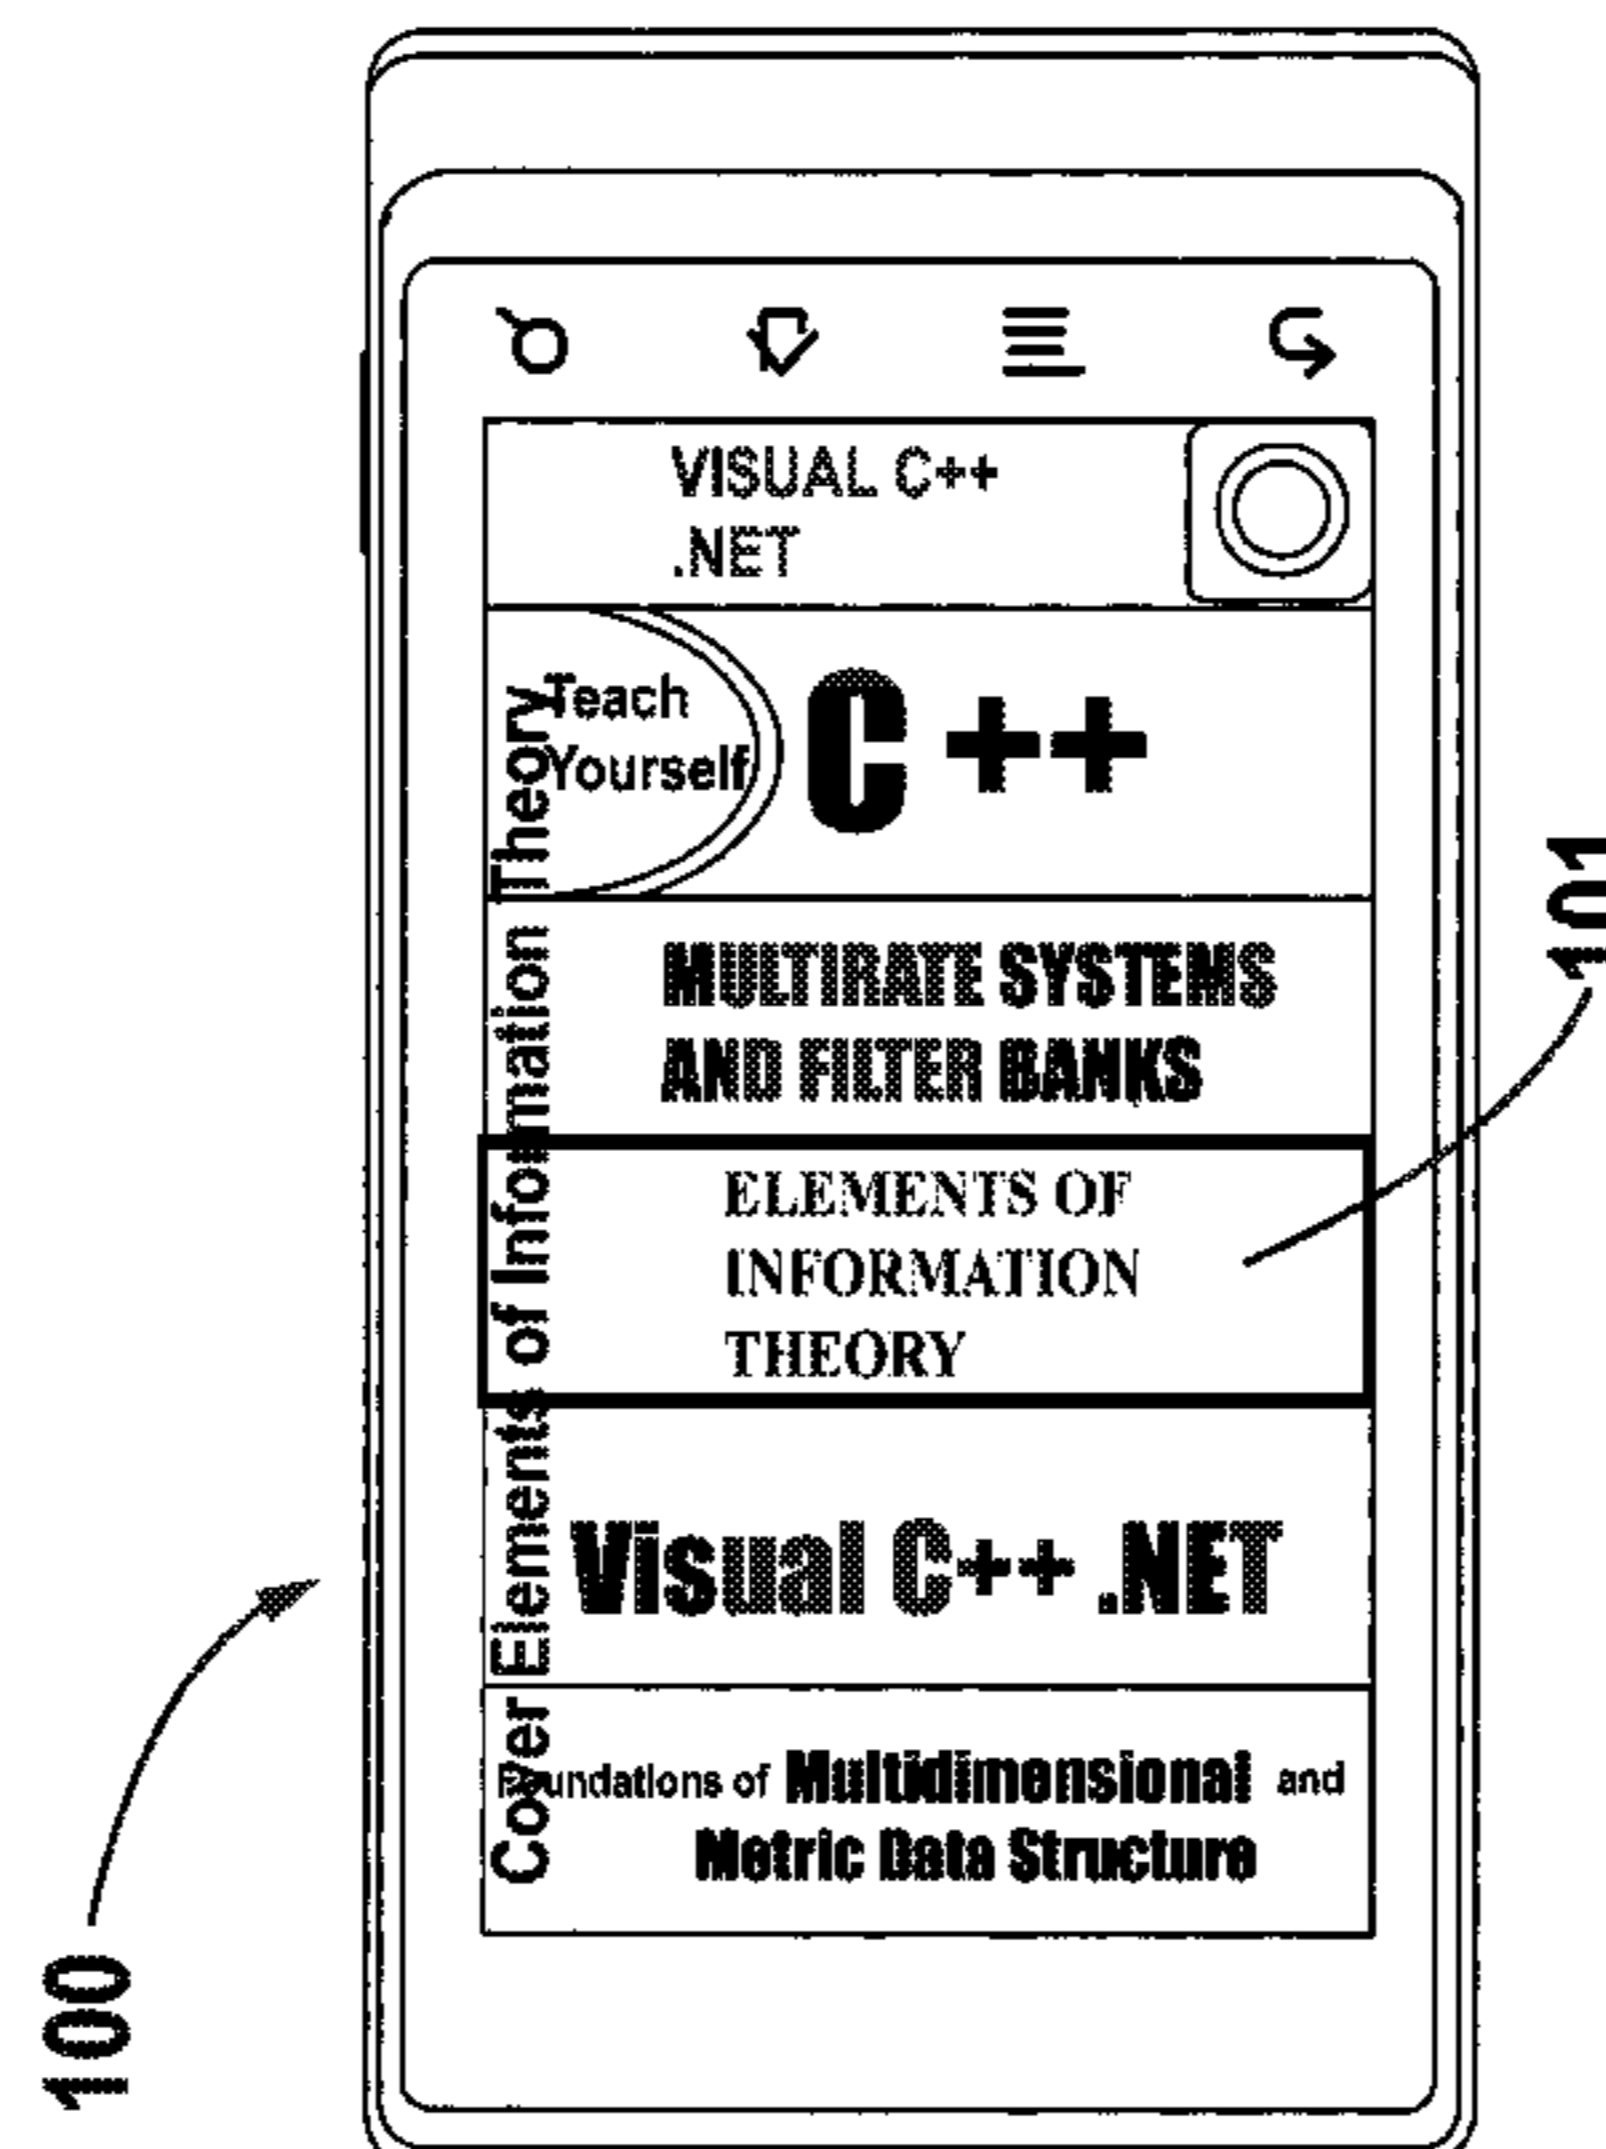 VISUAL C++
.NET
Teach
Yourself
C ++
MULTIRATE SYSTEMS
AND FILTER BANKS
ELEMENTS OF
INFORMATION
THEORY
Visual C++ .NET
Foundations of Multidimensional and
Metric Data Structure
Cover Elements of Information Theory
100
101